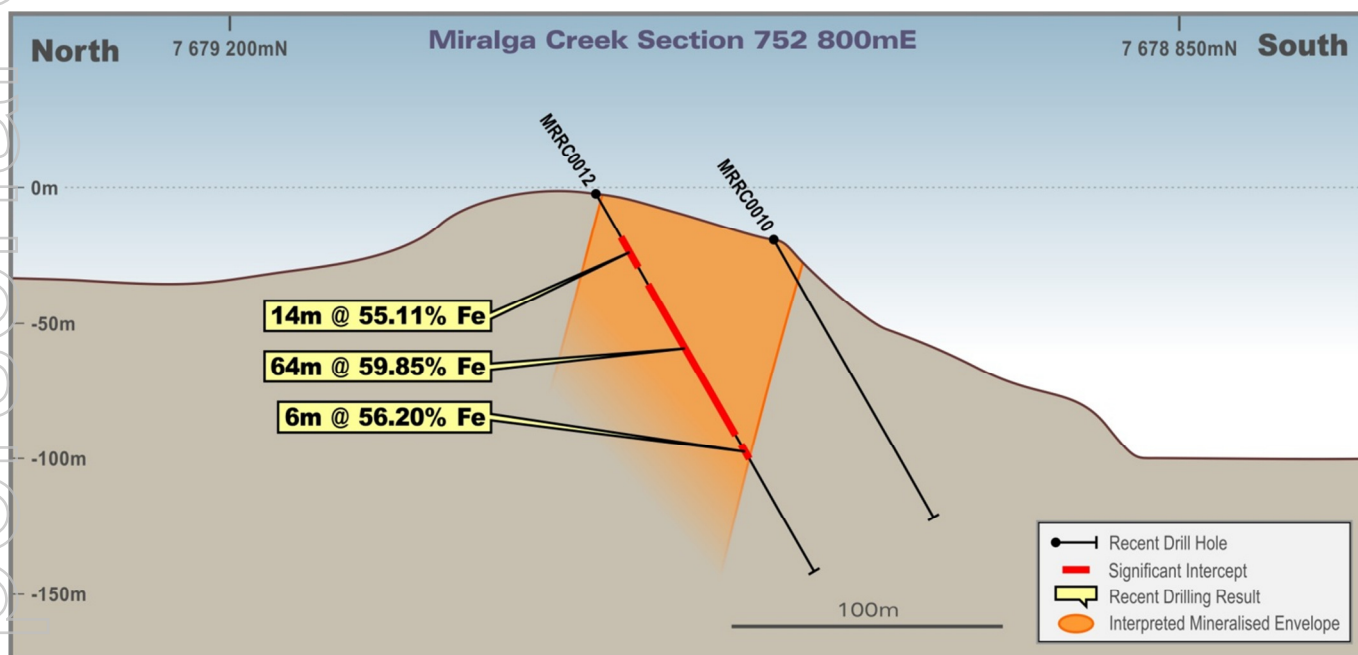 North
7 679 200mN
Miralga Creek Section 752 800mE
7 678 850mN
South
MRRC0012
MRRC0010
0m
-50m
-100m
-150m
14m @ 55.11% Fe
64m @ 59.85% Fe
6m @ 56.20% Fe
100m
Recent Drill Hole
Significant Intercept
Recent Drilling Result
Interpreted Mineralised Envelope